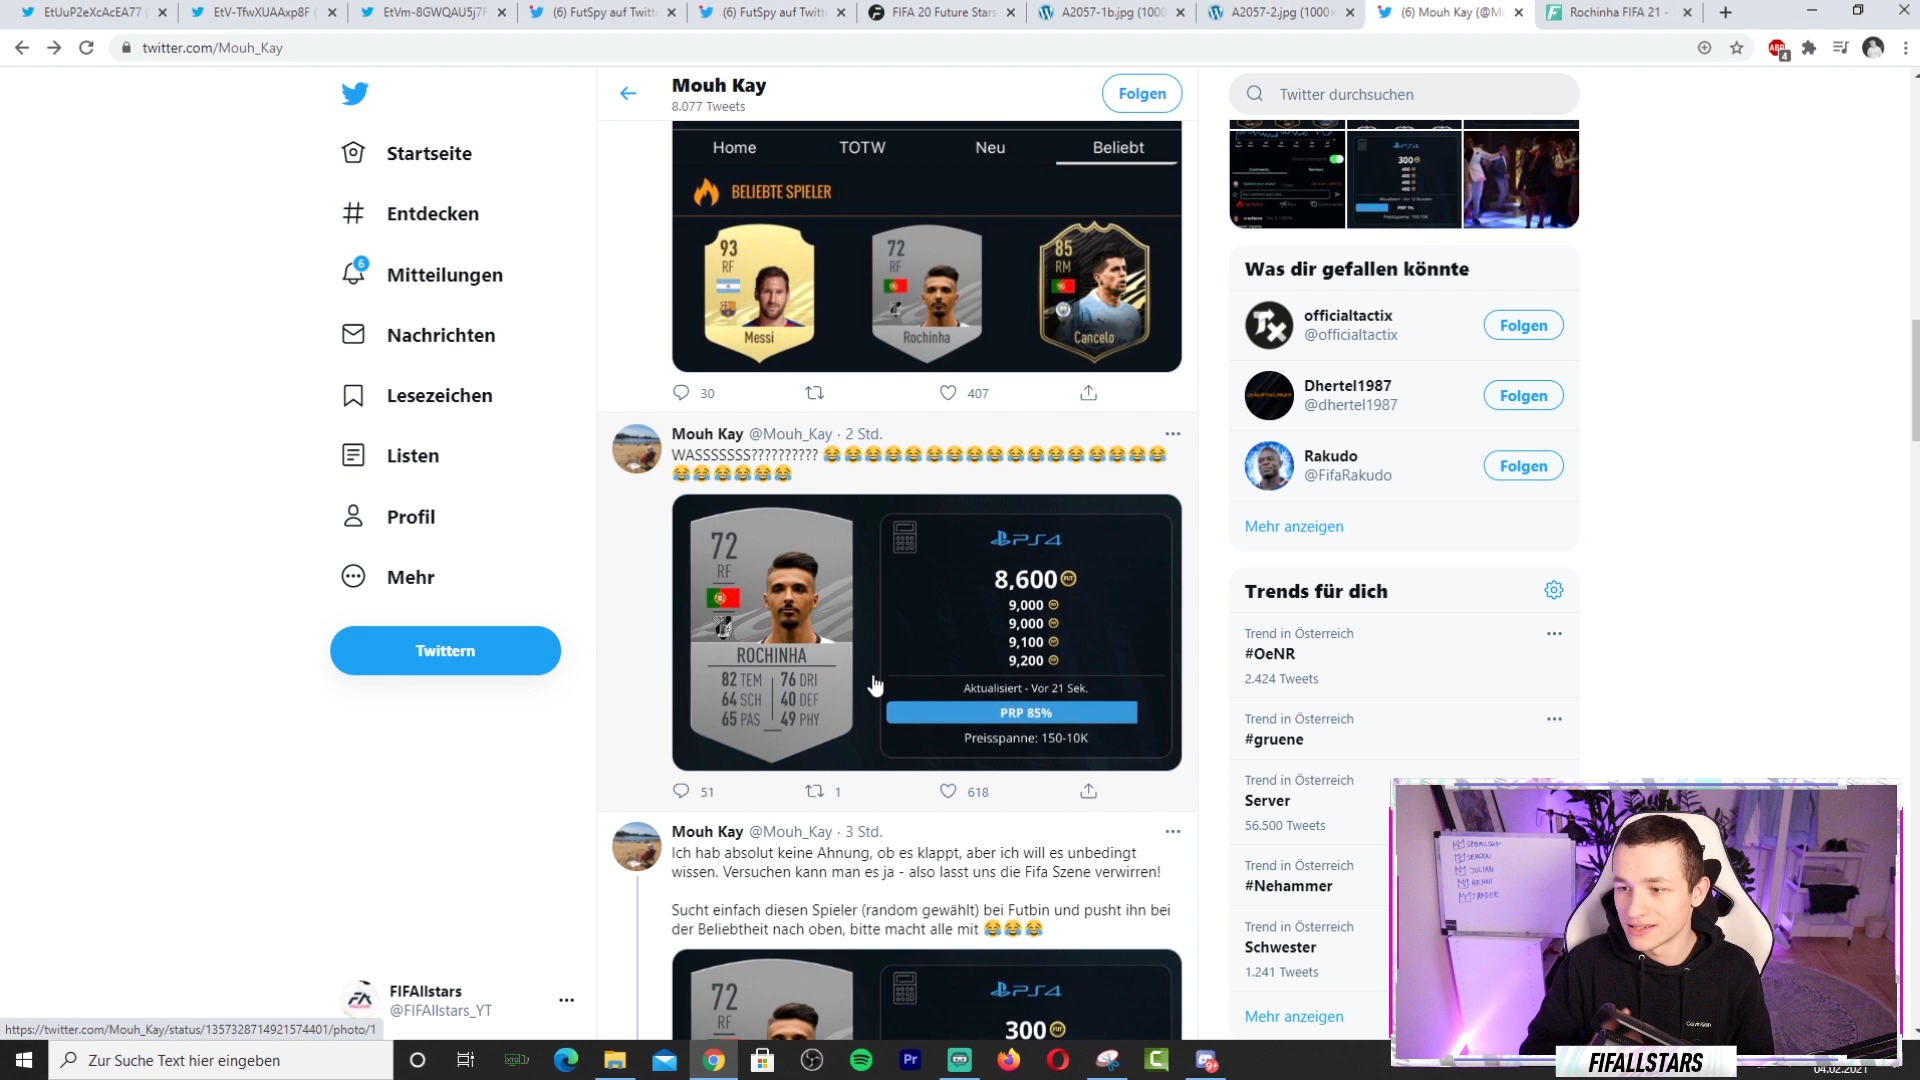 EtUuP2eXcAcEA77 (
EtV-TfwXUAAxp8F (
EtVm-8GWQAU5j7F
(6) FutSpy auf Twitt
(6) FutSpy auf Twitt
FIFA 20 Future Stars
A2057-1b.jpg (1000
A2057-2.jpg (1000×
(6) Mouh Kay (@Mo
Rochinha FIFA 21 -
twitter.com/Mouh_Kay
ABP
4
Startseite
Entdecken
6
Mitteilungen
Nachrichten
Lesezeichen
Listen
Profil
Mehr
Twittern
FIFAllstars
@FIFAllstars_YT
https://twitter.com/Mouh_Kay/status/1357328714921574401/photo/1
Mouh Kay
8.077 Tweets
Folgen
Home TOTW Neu Beliebt
BELIEBTE SPIELER
93
RF
Messi
72
RF
Rochinha
85
RM
Cancelo
30 407
Mouh Kay @Mouh_Kay · 2 Std.
WASSSSSSS?????????? 😂😂😂😂😂😂😂😂😂😂😂😂😂😂😂😂😂
😂😂😂😂😂😂
72
RF
ROCHINHA
82 TEM 76 DRI
64 SCH 40 DEF
65 PAS 49 PHY
PS4
8,600
9,000
9,000
9,100
9,200
Aktualisiert - Vor 21 Sek.
PRP 85%
Preisspanne: 150-10K
51 1 618
Mouh Kay @Mouh_Kay · 3 Std.
Ich hab absolut keine Ahnung, ob es klappt, aber ich will es unbedingt
wissen. Versuchen kann man es ja - also lasst uns die Fifa Szene verwirren!
Sucht einfach diesen Spieler (random gewählt) bei Futbin und pusht ihn bei
der Beliebtheit nach oben, bitte macht alle mit 😂😂😂
72
RF
PS4
300
Twitter durchsuchen
300
Was dir gefallen könnte
officialtactix
@officialtactix
Folgen
Dhertel1987
@dhertel1987
Folgen
Rakudo
@FifaRakudo
Folgen
Mehr anzeigen
Trends für dich
Trend in Österreich
#OeNR
2.424 Tweets
Trend in Österreich
#gruene
Trend in Österreich
Server
56.500 Tweets
Trend in Österreich
#Nehammer
Trend in Österreich
Schwester
1.241 Tweets
Mehr anzeigen
JULIAN
FIFALLSTARS
Zur Suche Text hier eingeben
Pr
9+
04.02.2021